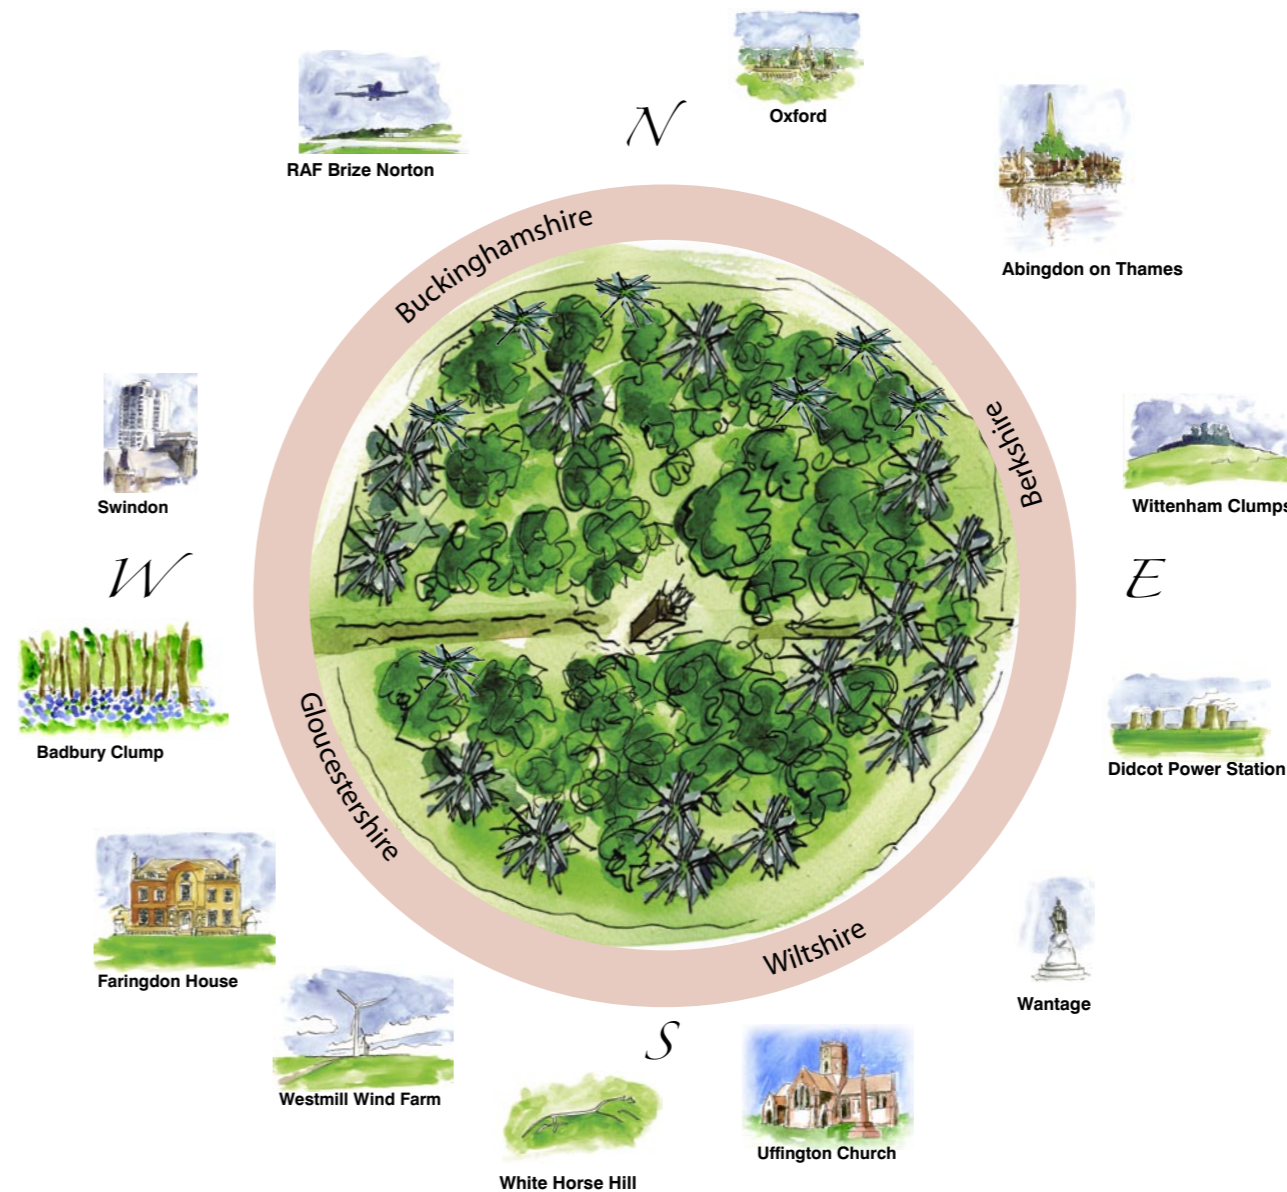 N
Oxford
RAF Brize Norton
Abingdon on Thames
Buckinghamshire
Berkshire
Swindon
Wittenham Clumps
W
E
Badbury Clump
Didcot Power Station
Gloucestershire
Faringdon House
Wiltshire
Wantage
S
Westmill Wind Farm
Uffington Church
White Horse Hill